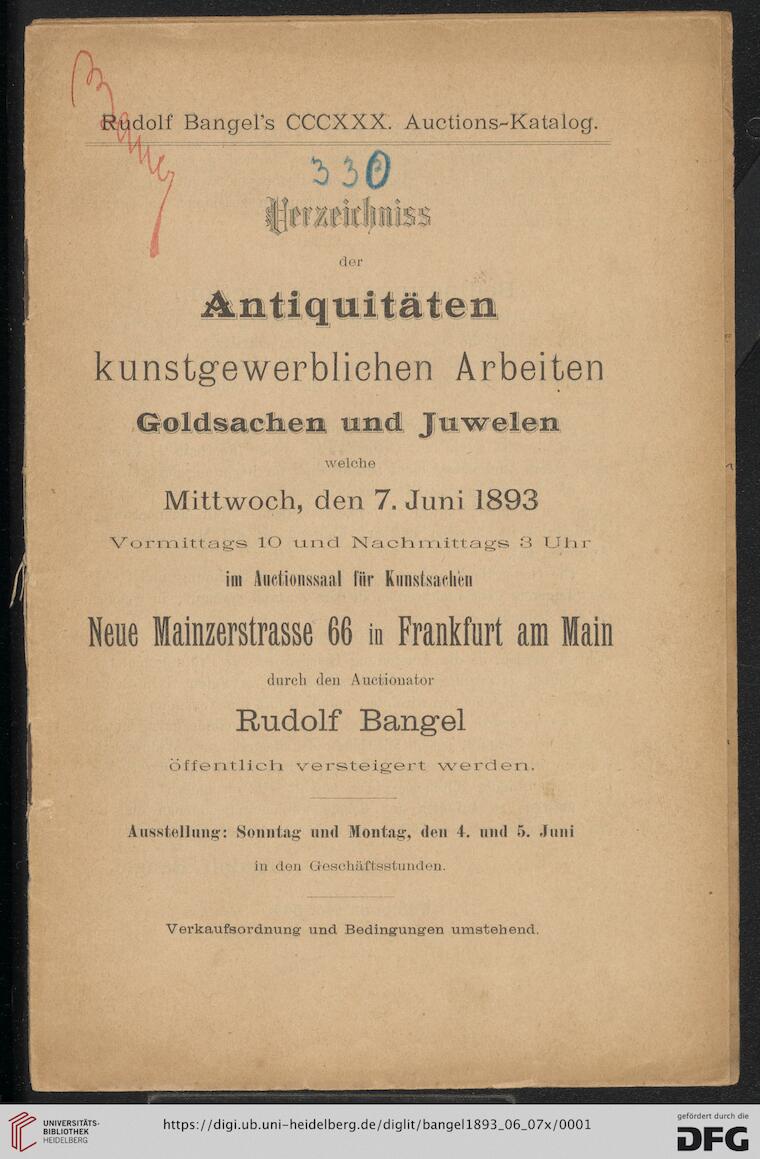 Rudolf Bangel's CCCXXX. Auctions-Katalog.
330
Verzeichniss
der
Antiquitäten
kunstgewerblichen Arbeiten
Goldsachen und Juwelen
welche
Mittwoch, den 7. Juni 1893
Vormittags 10 und Nachmittags 3 Uhr
im Auctionssaal für Kunstsachen
Neue Mainzerstrasse 66 in Frankfurt am Main
durch den Auctionator
Rudolf Bangel
öffentlich versteigert werden.
Ausstellung: Sonntag und Montag, den 4. und 5. Juni
in den Geschäftsstunden.
Verkaufsordnung und Bedingungen umstehend.
UNIVERSITÄTS-
BIBLIOTHEK
HEIDELBERG
https://digi.ub.uni-heidelberg.de/diglit/bangel1893_06_07x/0001
gefördert durch die
DFG